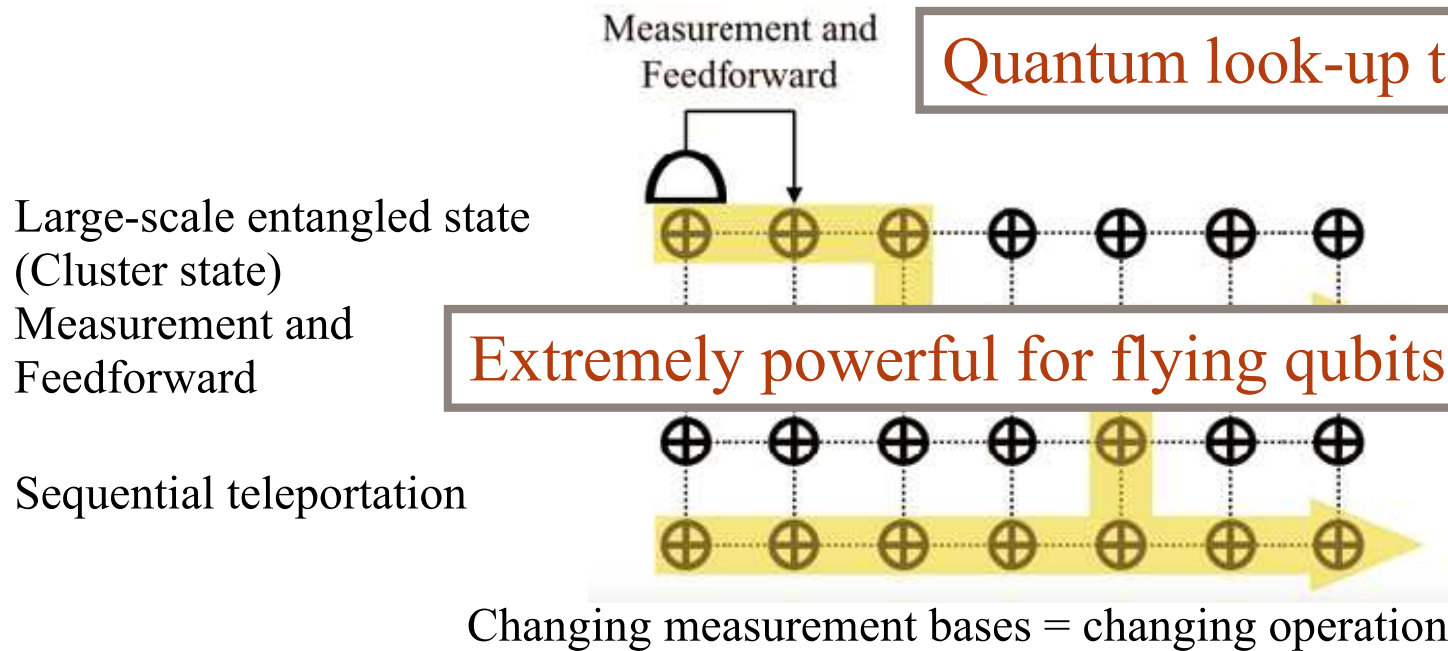 Measurement and
Feedforward
Quantum look-up t
Large-scale entangled state
(Cluster state)
Measurement and
Feedforward
Extremely powerful for flying qubits
Sequential teleportation
Changing measurement bases = changing operation